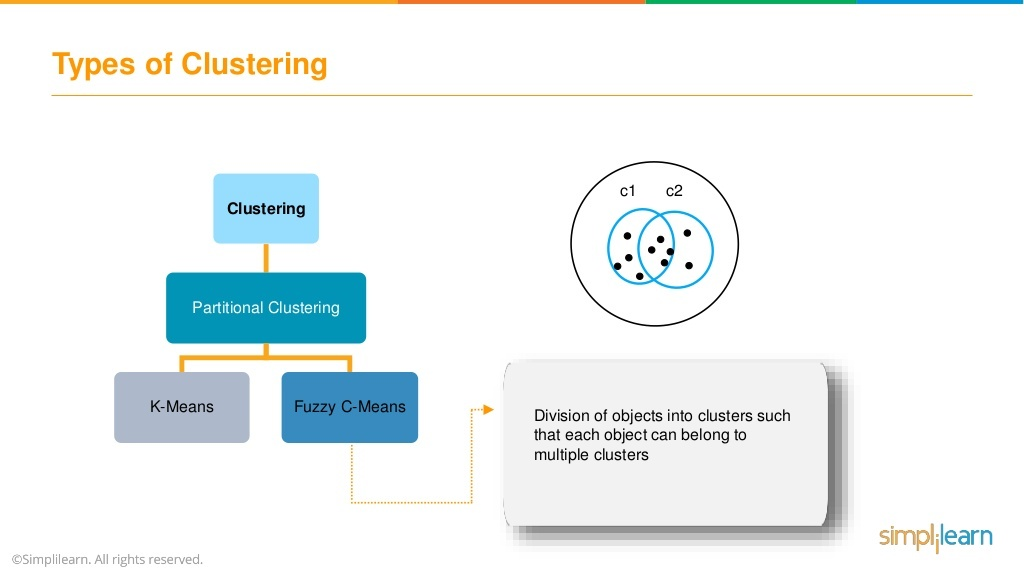 Types of Clustering
Clustering
Partitional Clustering
K-Means
Fuzzy C-Means
c1
c2
Division of objects into clusters such
that each object can belong to
multiple clusters
©Simplilearn. All rights reserved.
simplilearn